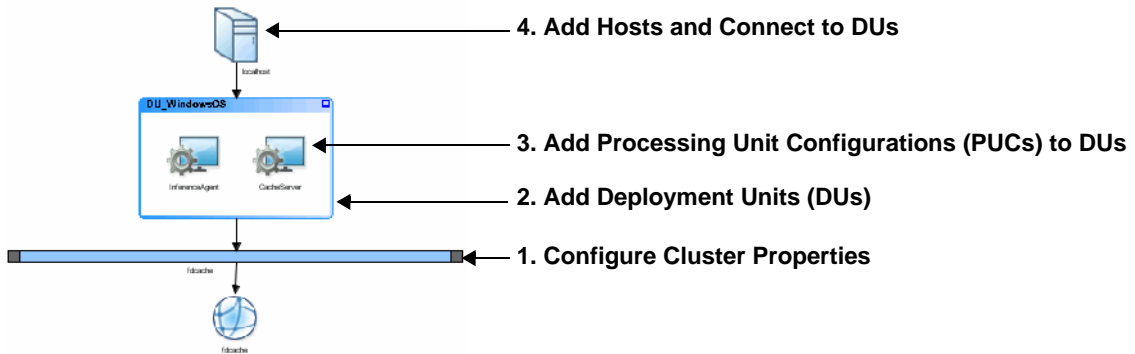 4. Add Hosts and Connect to DUs
localhost
DU_WindowsOS
3. Add Processing Unit Configurations (PUCs) to DUs
InferenceAgent
CacheServer
2. Add Deployment Units (DUs)
1. Configure Cluster Properties
fdcache
fdcache